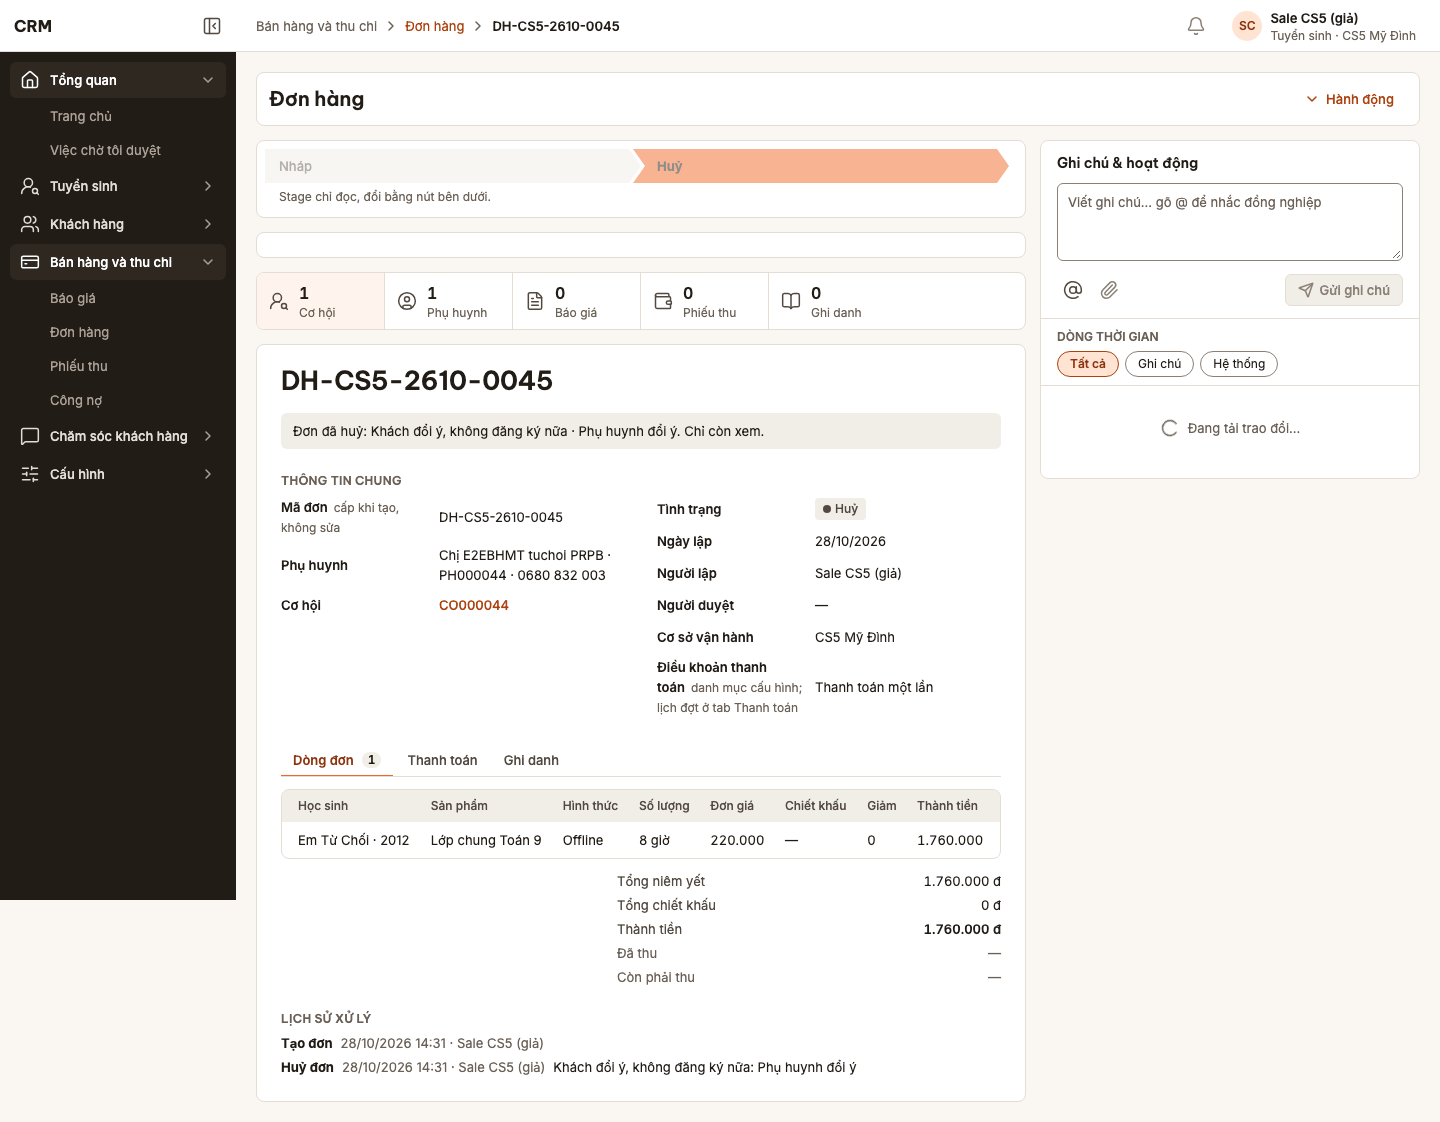 CRM
Bán hàng và thu chi > Đơn hàng > DH-CS5-2610-0045
SC
Sale CS5 (giả)
Tuyển sinh · CS5 Mỹ Đình
Tổng quan
Trang chủ
Việc chờ tôi duyệt
Tuyển sinh
Khách hàng
Bán hàng và thu chi
Báo giá
Đơn hàng
Phiếu thu
Công nợ
Chăm sóc khách hàng
Cấu hình
Đơn hàng
Hành động
Nháp
Huỷ
Stage chỉ đọc, đổi bằng nút bên dưới.
1
Cơ hội
1
Phụ huynh
0
Báo giá
0
Phiếu thu
0
Ghi danh
DH-CS5-2610-0045
Đơn đã huỷ: Khách đổi ý, không đăng ký nữa · Phụ huynh đổi ý. Chỉ còn xem.
THÔNG TIN CHUNG
Mã đơn cấp khi tạo, không sửa
DH-CS5-2610-0045
Phụ huynh
Chị E2EBHMT tuchoi PRPB ·
PH000044 · 0680 832 003
Cơ hội
CO000044
Tình trạng
Huỷ
Ngày lập
28/10/2026
Người lập
Sale CS5 (giả)
Người duyệt
—
Cơ sở vận hành
CS5 Mỹ Đình
Điều khoản thanh
toán danh mục cấu hình;
lịch đợt ở tab Thanh toán
Thanh toán một lần
Dòng đơn 1
Thanh toán
Ghi danh
Học sinh Sản phẩm Hình thức Số lượng Đơn giá Chiết khấu Giảm Thành tiền
Em Từ Chối · 2012 Lớp chung Toán 9 Offline 8 giờ 220.000 — 0 1.760.000
Tổng niêm yết 1.760.000 đ
Tổng chiết khấu 0 đ
Thành tiền 1.760.000 đ
Đã thu —
Còn phải thu —
LỊCH SỬ XỬ LÝ
Tạo đơn 28/10/2026 14:31 · Sale CS5 (giả)
Huỷ đơn 28/10/2026 14:31 · Sale CS5 (giả) Khách đổi ý, không đăng ký nữa: Phụ huynh đổi ý
Ghi chú & hoạt động
Viết ghi chú... gõ @ để nhắc đồng nghiệp
Gửi ghi chú
DÒNG THỜI GIAN
Tất cả
Ghi chú
Hệ thống
Đang tải trao đổi...